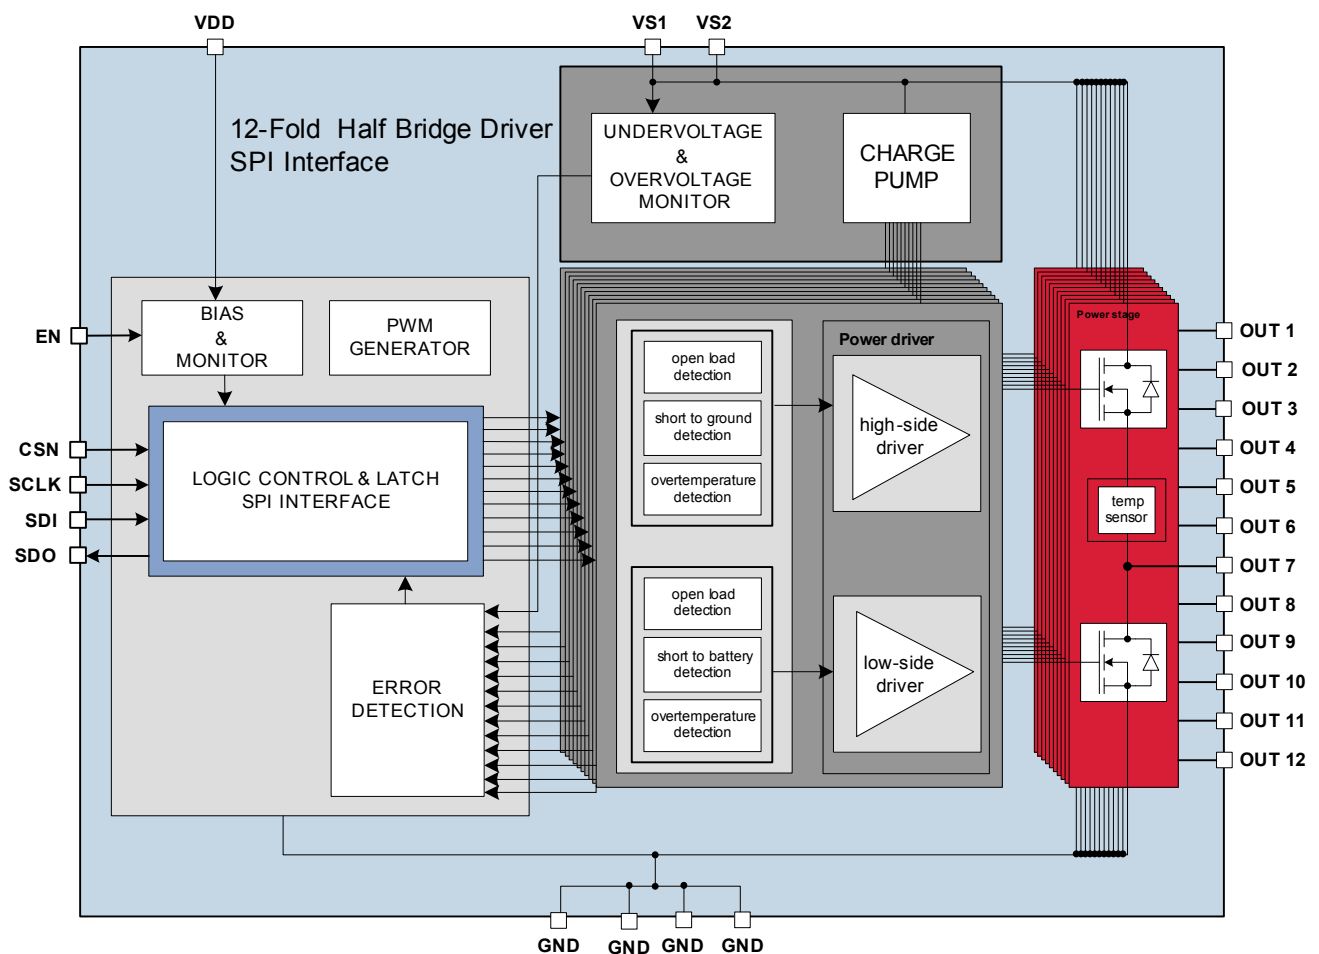 VDD
VS1 VS2
12-Fold Half Bridge Driver
SPI Interface
UNDERVOLTAGE
&
OVERVOLTAGE
MONITOR
CHARGE
PUMP
EN
BIAS
&
MONITOR
PWM
GENERATOR
CSN
SCLK
SDI
SDO
LOGIC CONTROL & LATCH
SPI INTERFACE
ERROR
DETECTION
open load
detection
short to ground
detection
overtemperature
detection
open load
detection
short to battery
detection
overtemperature
detection
Power driver
high-side
driver
low-side
driver
Power stage
temp
sensor
OUT 1
OUT 2
OUT 3
OUT 4
OUT 5
OUT 6
OUT 7
OUT 8
OUT 9
OUT 10
OUT 11
OUT 12
GND GND GND GND